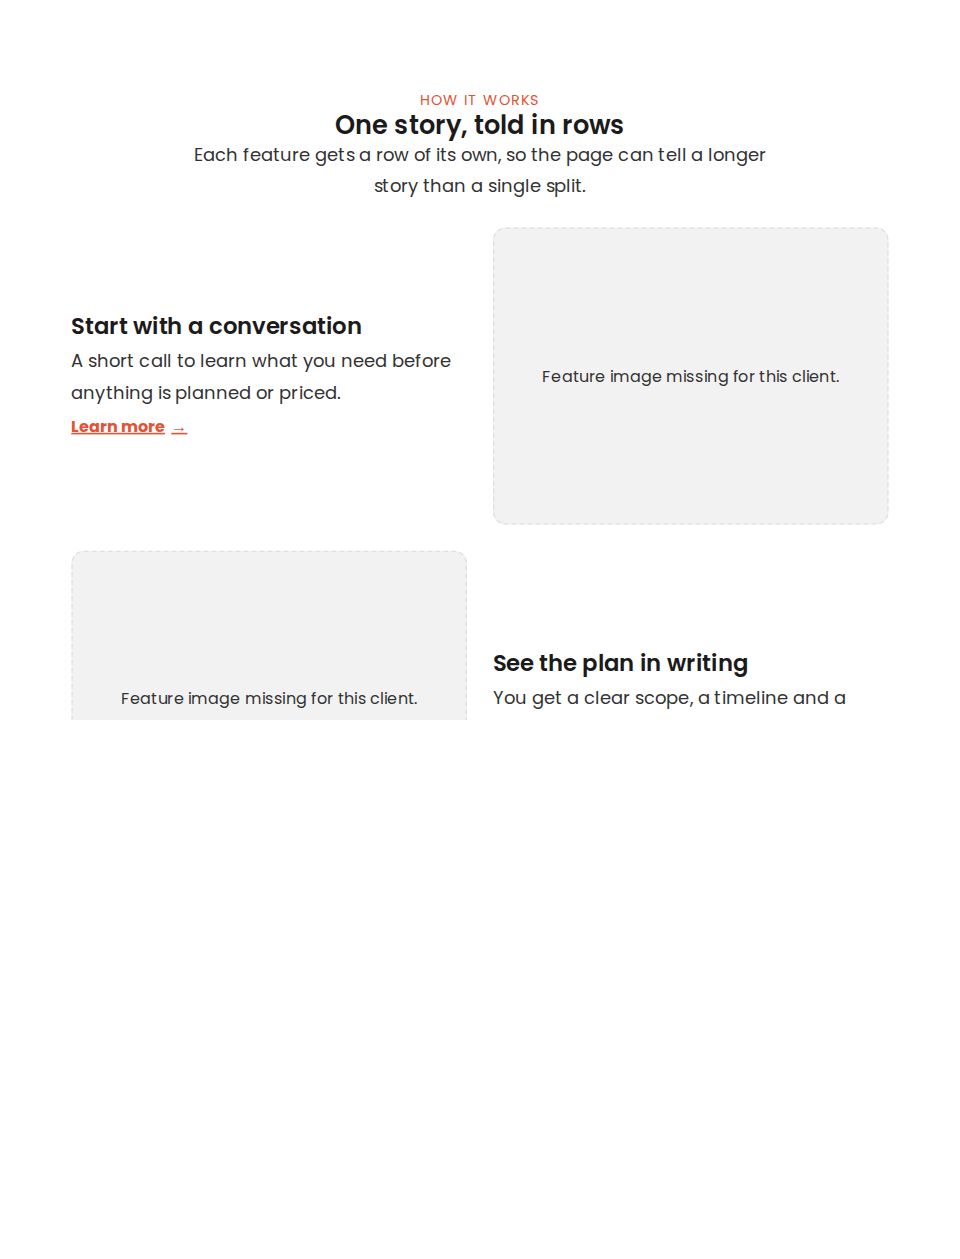 HOW IT WORKS
One story, told in rows
Each feature gets a row of its own, so the page can tell a longer
story than a single split.
Start with a conversation
A short call to learn what you need before
anything is planned or priced.
Learn more →
Feature image missing for this client.
Feature image missing for this client.
See the plan in writing
You get a clear scope, a timeline and a